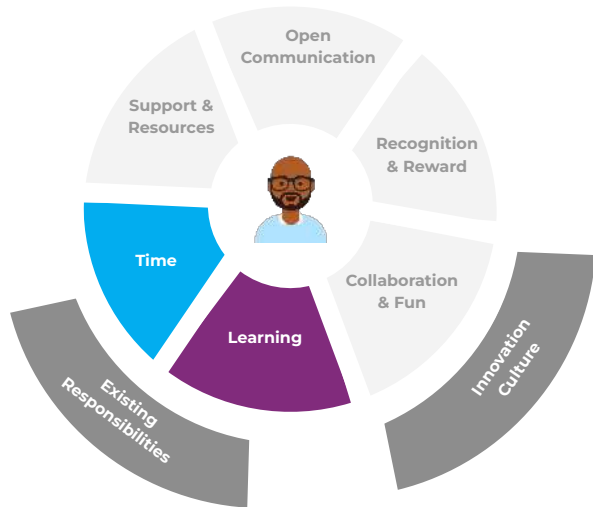 Open
Communication
Support &
Resources
Recognition
& Reward
Time
Collaboration
& Fun
Learning
Existing
Responsibilities
Innovation
Culture